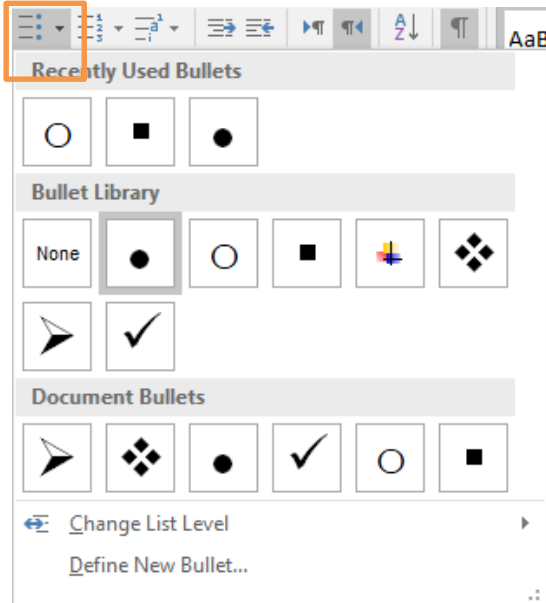 AaB
Recently Used Bullets
Bullet Library
None
Document Bullets
Change List Level
Define New Bullet...